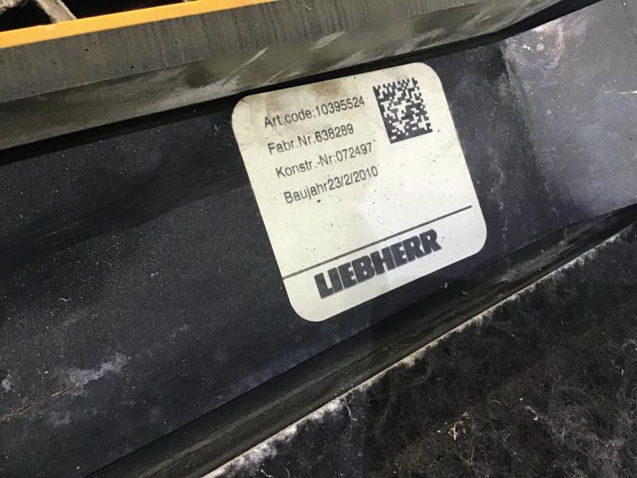 Art.code:10395524
Fabr.Nr.638289
Konstr.-Nr:072497
Baujahr23/2/2010
LIEBHERR